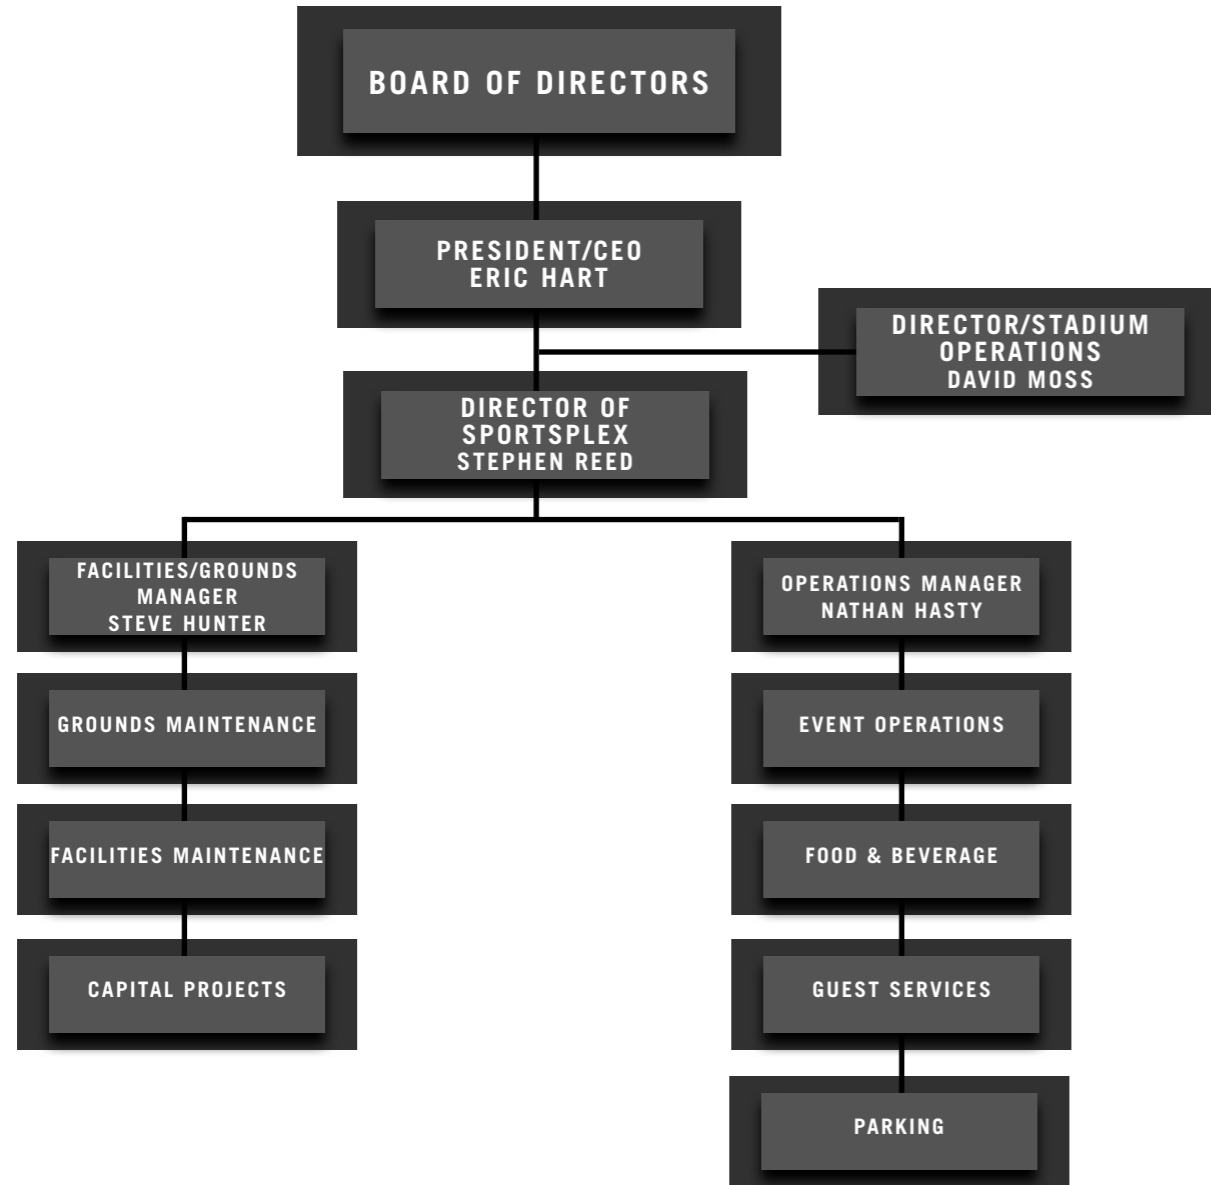 BOARD OF DIRECTORS
PRESIDENT/CEO
ERIC HART
DIRECTOR/STADIUM
OPERATIONS
DAVID MOSS
DIRECTOR OF
SPORTSPLEX
STEPHEN REED
FACILITIES/GROUNDS
MANAGER
STEVE HUNTER
GROUNDS MAINTENANCE
FACILITIES MAINTENANCE
CAPITAL PROJECTS
OPERATIONS MANAGER
NATHAN HASTY
EVENT OPERATIONS
FOOD & BEVERAGE
GUEST SERVICES
PARKING